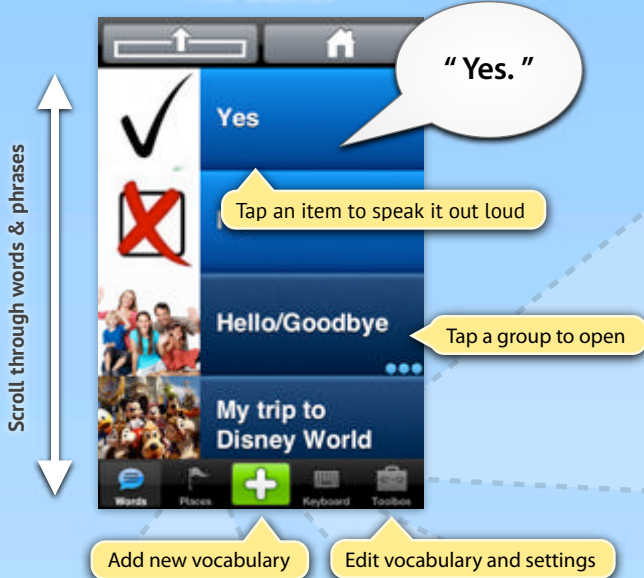 “ Yes. ”
Yes
Tap an item to speak it out loud
Scroll through words & phrases
Hello/Goodbye
Tap a group to open
My trip to
Disney World
Words
Places
Keyboard
Toolbox
Add new vocabulary
Edit vocabulary and settings